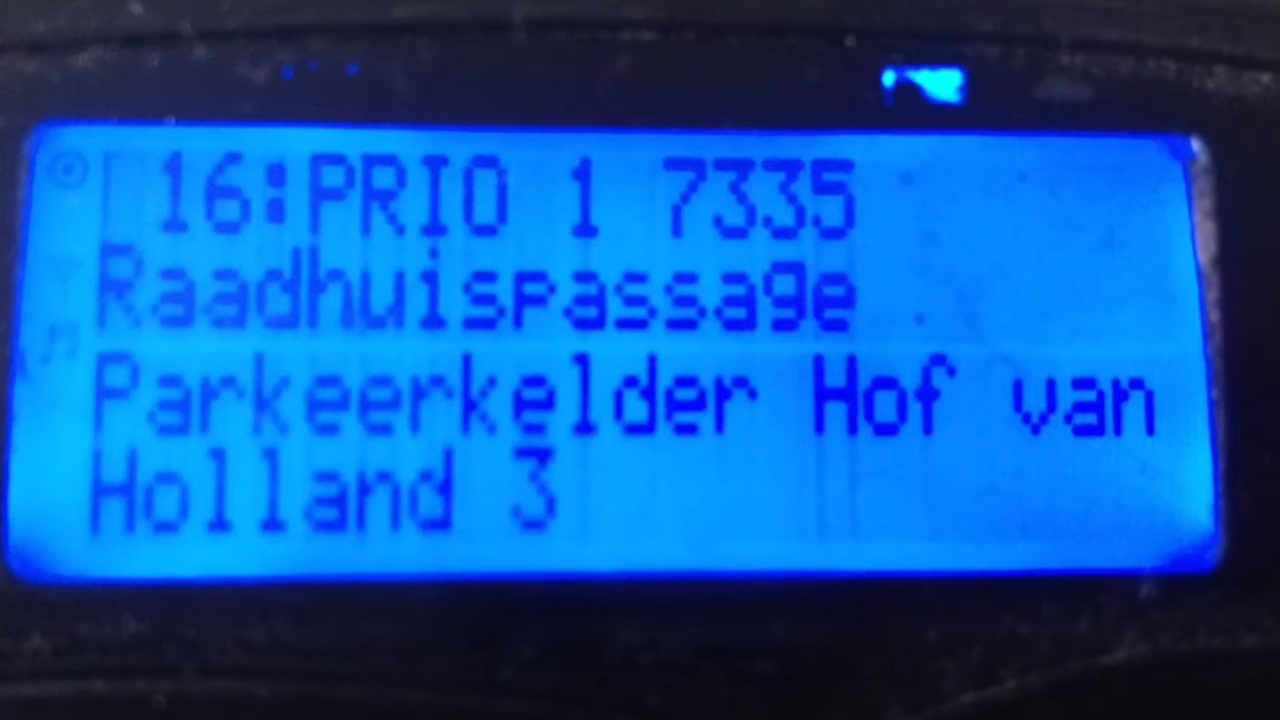 16:PRIO 1 7335
Raadhuispassage
Parkeerkelder Hof van
Holland 3